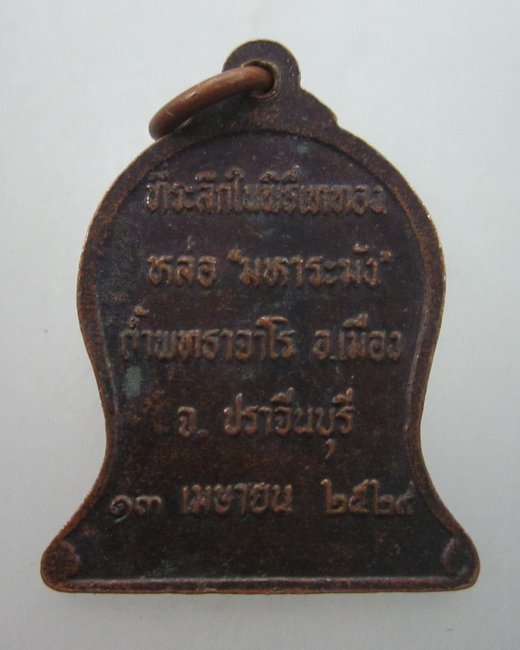 ที่ระลึกในพิธีเททอง
หล่อ "มหาระฆัง"
ถ้ำพุทธาวาโร อ.เมือง
จ. ปราจีนบุรี
๑๓ เมษายน ๒๕๒๙